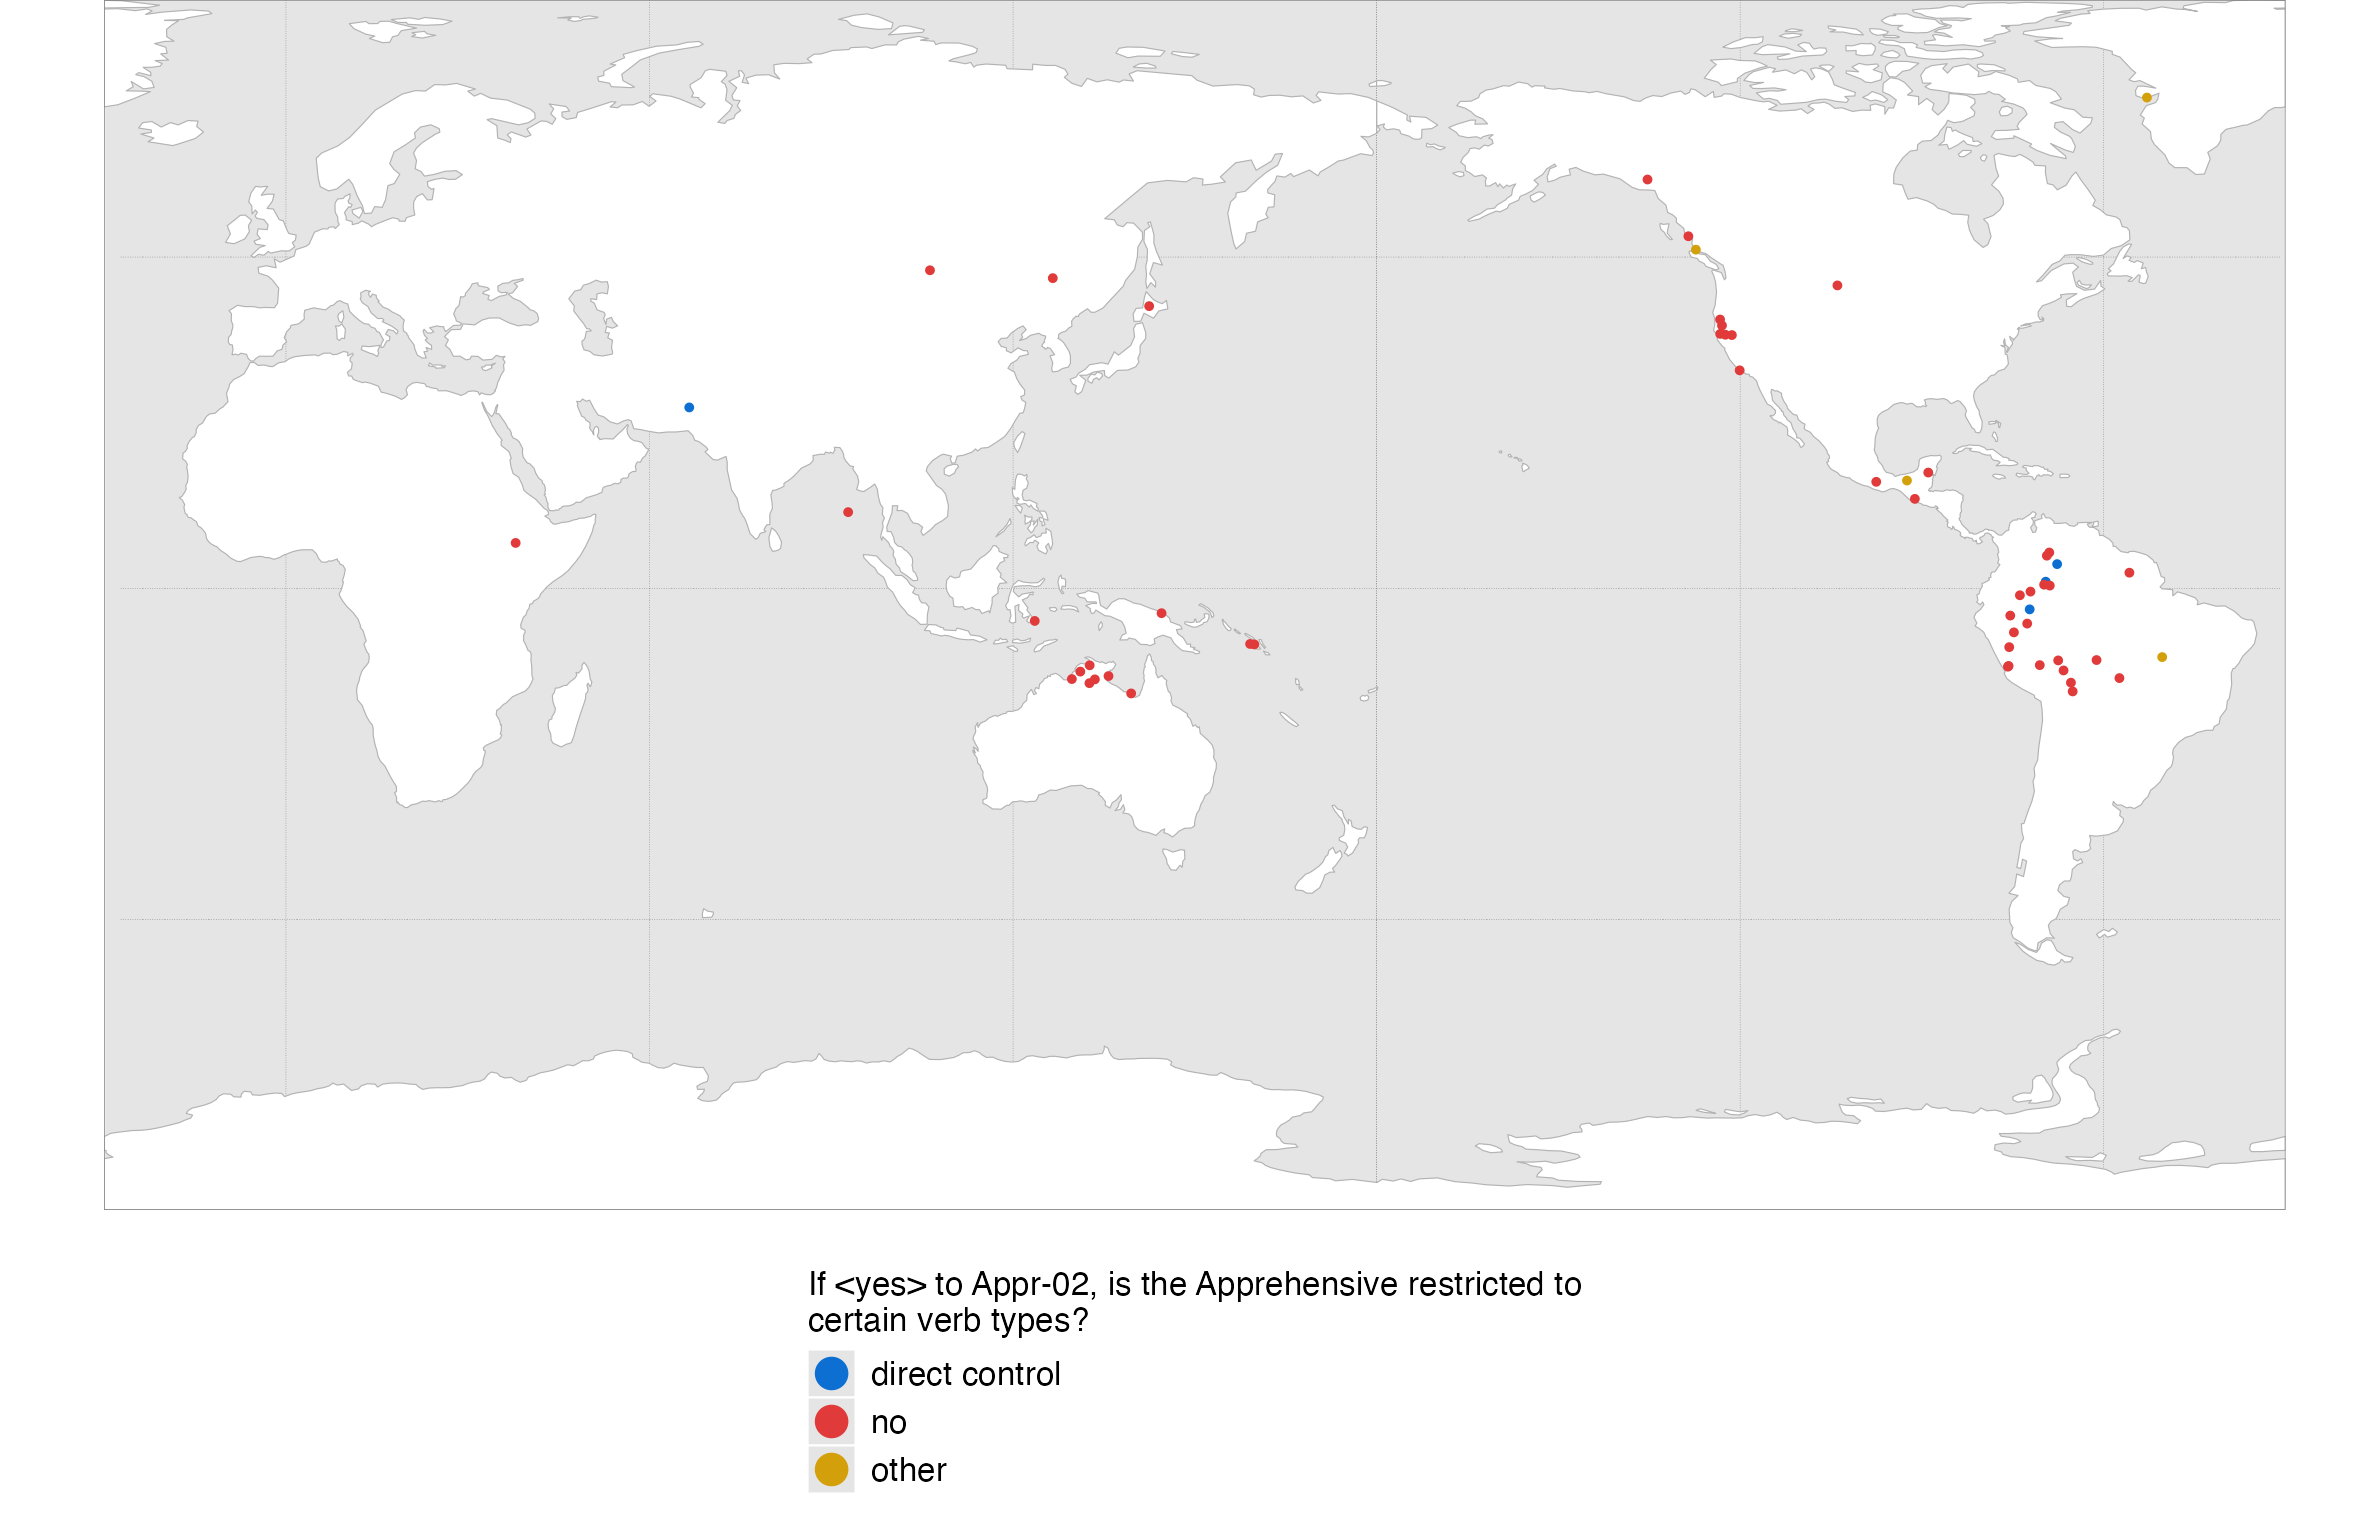 If <yes> to Appr-02, is the Apprehensive restricted to
certain verb types?
direct control
no
other